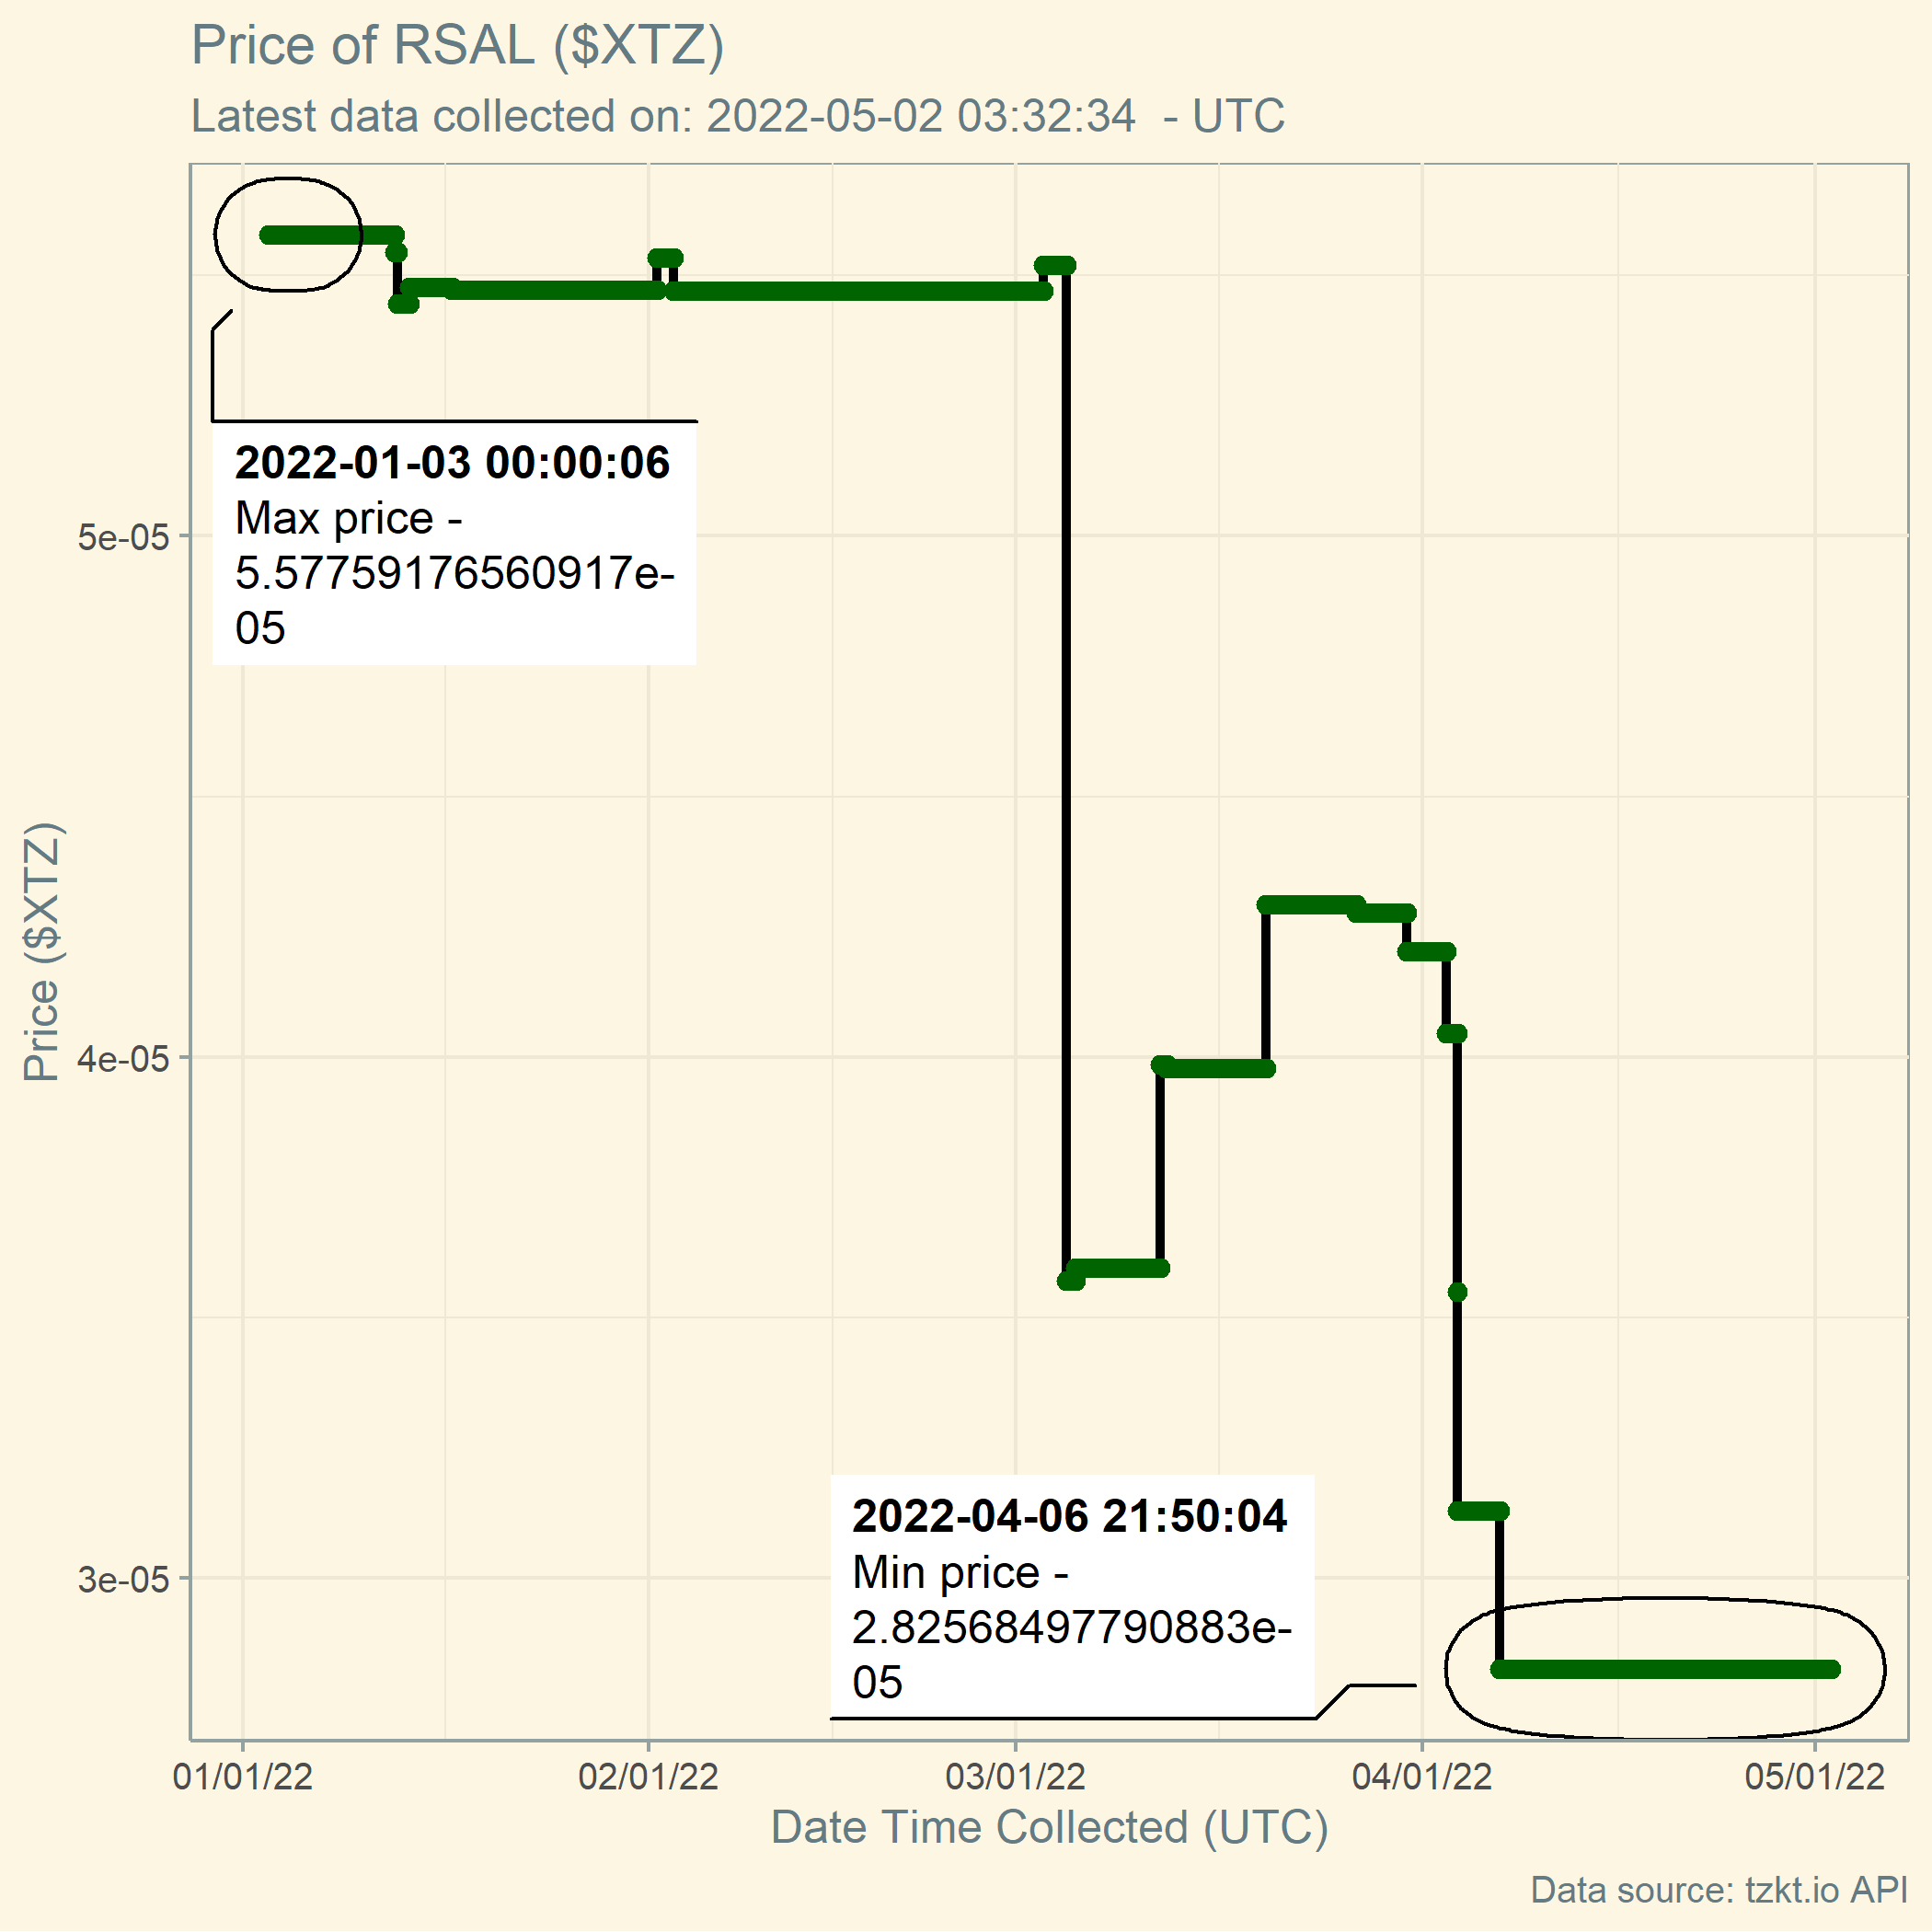 Price of RSAL ($XTZ)
Latest data collected on: 2022-05-02 03:32:34  - UTC
2022-01-03 00:00:06
Max price -
5.57759176560917e-
05
5e-05
4e-05
3e-05
Price ($XTZ)
2022-04-06 21:50:04
Min price -
2.82568497790883e-
05
01/01/22
02/01/22
03/01/22
04/01/22
05/01/22
Date Time Collected (UTC)
Data source: tzkt.io API